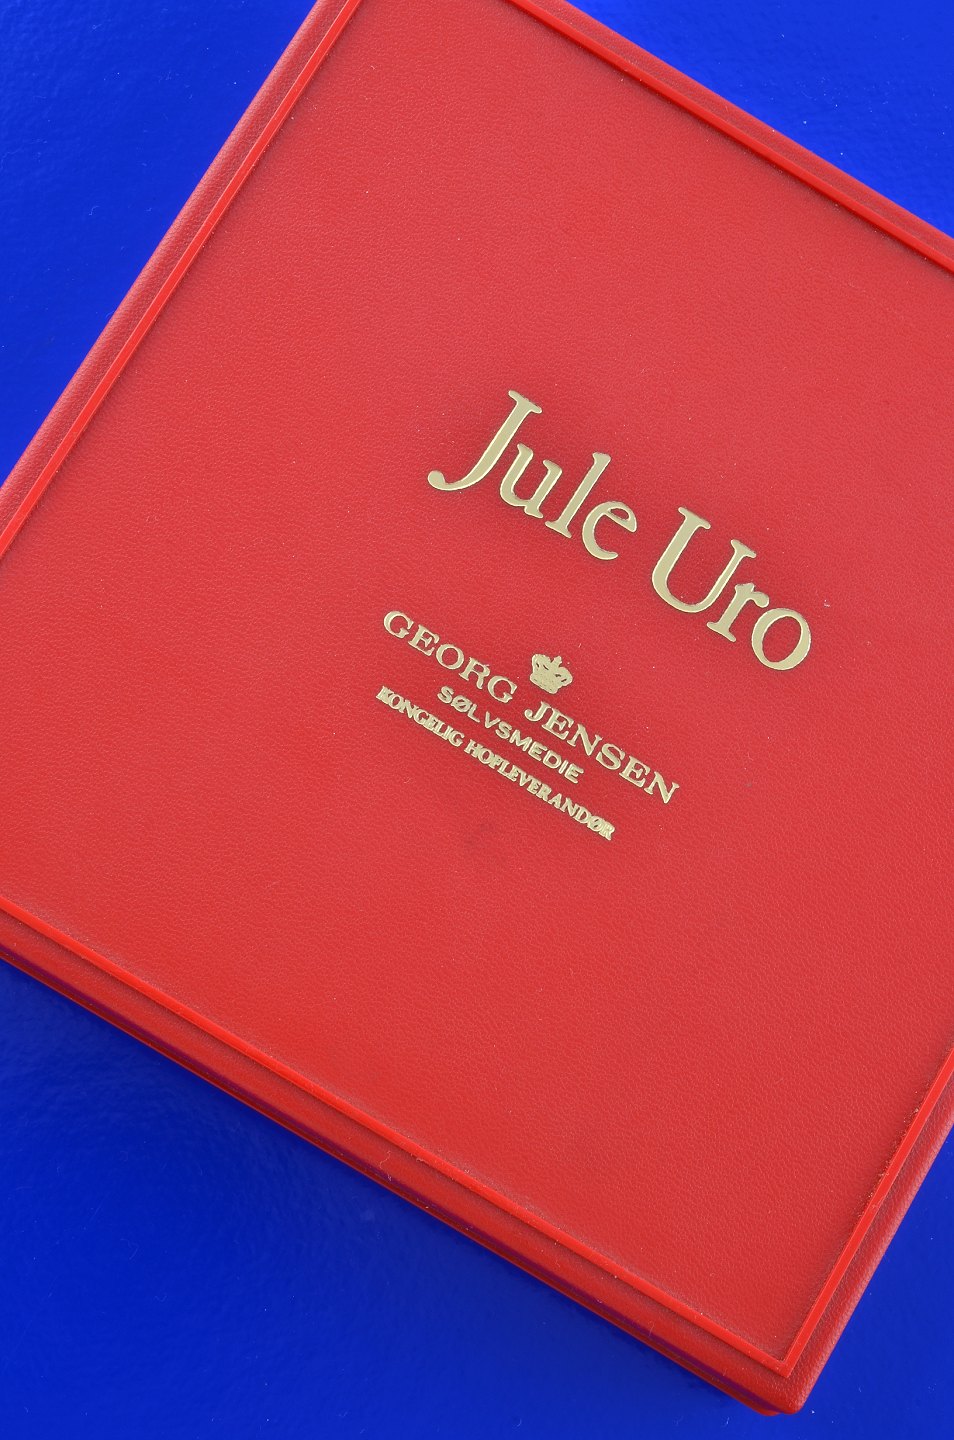 Jule Uro
GEORG JENSEN
SØLVSMEDIE
KONGELIG HOFLEVERANDØR